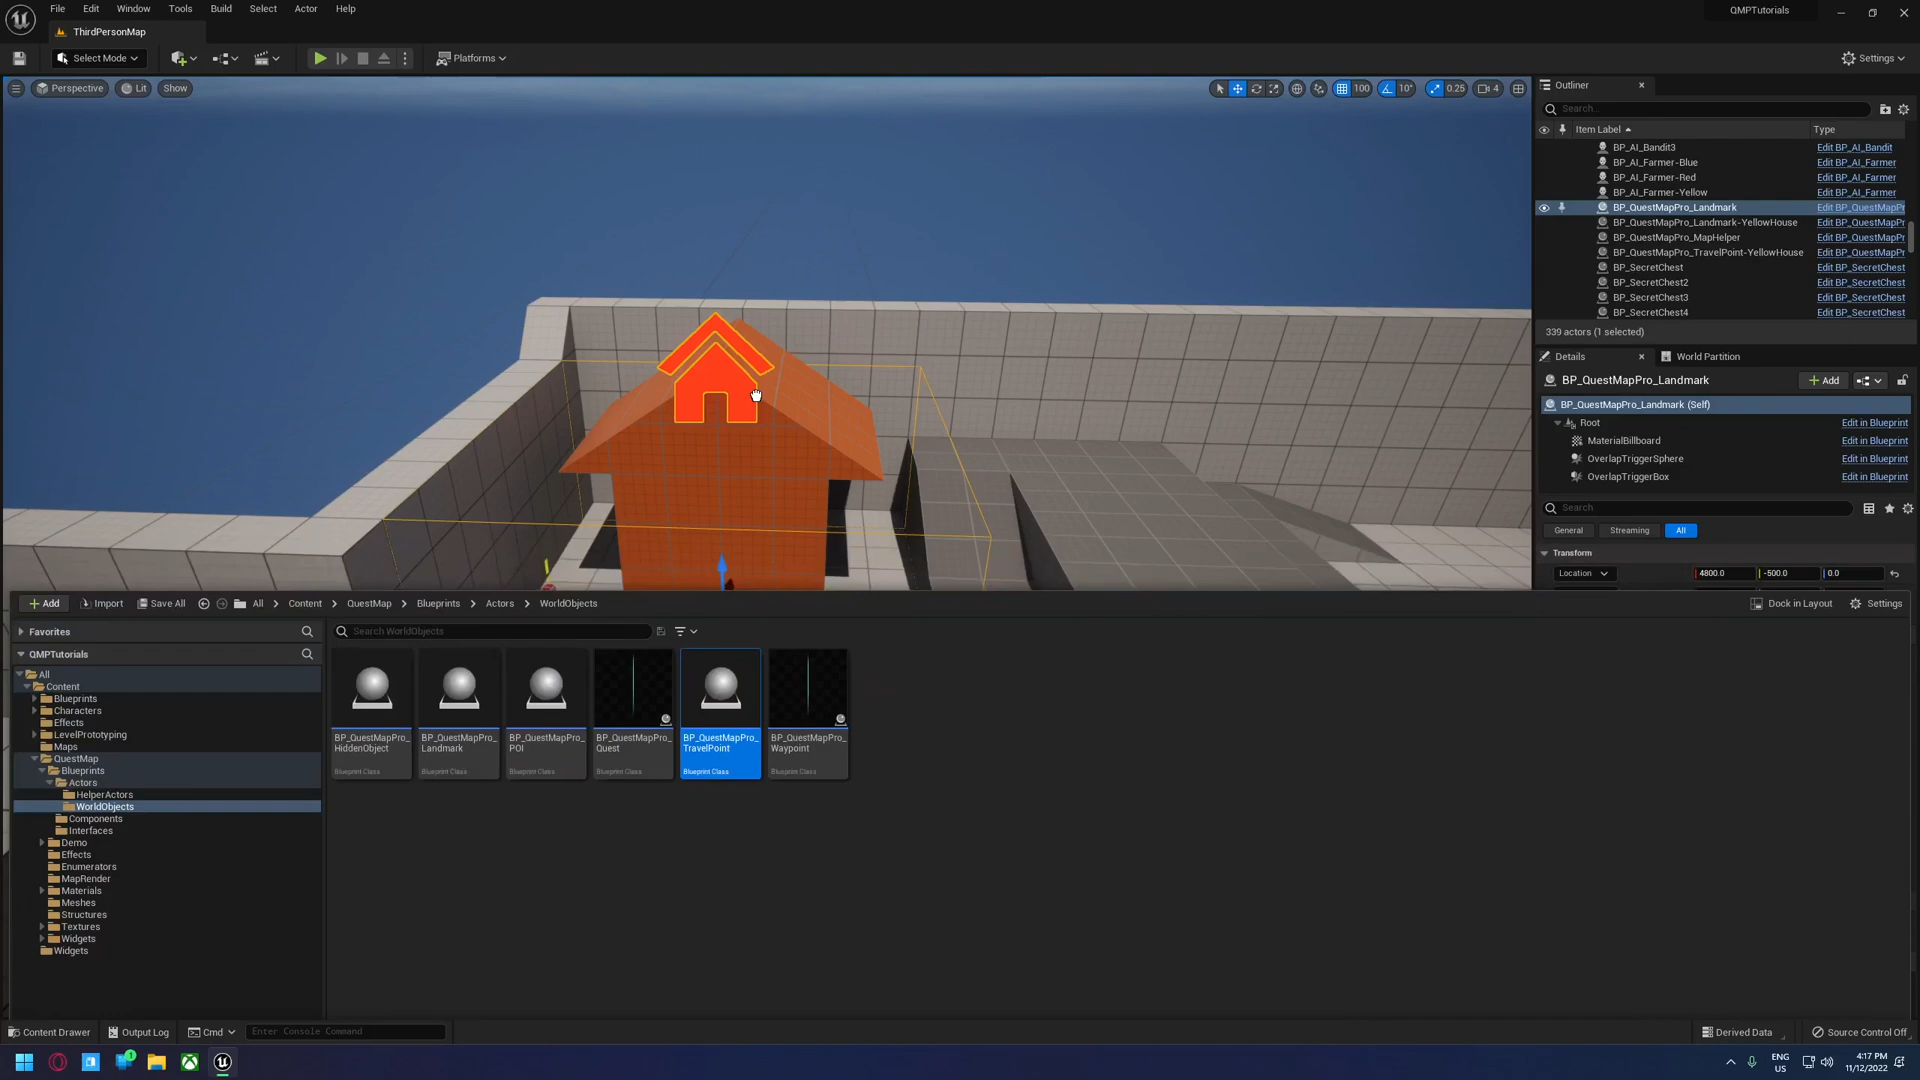 File Edit Window Tools Build Select Actor Help
QMPTutorials
ThirdPersonMap
Select Mode
Platforms
Settings
Perspective Lit Show
100 10° 0.25 4
Outliner
Search...
Item Label Type
BP_AI_Bandit3 Edit BP_AI_Bandit
BP_AI_Farmer-Blue Edit BP_AI_Farmer
BP_AI_Farmer-Red Edit BP_AI_Farmer
BP_AI_Farmer-Yellow Edit BP_AI_Farmer
BP_QuestMapPro_Landmark Edit BP_QuestMapPr
BP_QuestMapPro_Landmark-YellowHouse Edit BP_QuestMapPr
BP_QuestMapPro_MapHelper Edit BP_QuestMapPr
BP_QuestMapPro_TravelPoint-YellowHouse Edit BP_QuestMapPr
BP_SecretChest Edit BP_SecretChest
BP_SecretChest2 Edit BP_SecretChest
BP_SecretChest3 Edit BP_SecretChest
BP_SecretChest4 Edit BP_SecretChest
339 actors (1 selected)
Details World Partition
BP_QuestMapPro_Landmark Add
BP_QuestMapPro_Landmark (Self)
Root Edit in Blueprint
MaterialBillboard Edit in Blueprint
OverlapTriggerSphere Edit in Blueprint
OverlapTriggerBox Edit in Blueprint
Search
General Streaming All
Transform
Location 4800.0 -500.0 0.0
Add Import Save All All Content QuestMap Blueprints Actors WorldObjects
Dock in Layout Settings
Favorites
Search WorldObjects
QMPTutorials
All
Content
Blueprints
Characters
Effects
LevelPrototyping
Maps
QuestMap
Blueprints
Actors
HelperActors
WorldObjects
Components
Interfaces
Demo
Effects
Enumerators
MapRender
Materials
Meshes
Structures
Textures
Widgets
Widgets
BP_QuestMapPro_
HiddenObject
Blueprint Class
BP_QuestMapPro_
Landmark
Blueprint Class
BP_QuestMapPro_
POI
Blueprint Class
BP_QuestMapPro_
Quest
Blueprint Class
BP_QuestMapPro_
TravelPoint
Blueprint Class
BP_QuestMapPro_
Waypoint
Blueprint Class
Content Drawer Output Log Cmd Enter Console Command
Derived Data Source Control Off
1
ENG
US
4:17 PM
11/12/2022